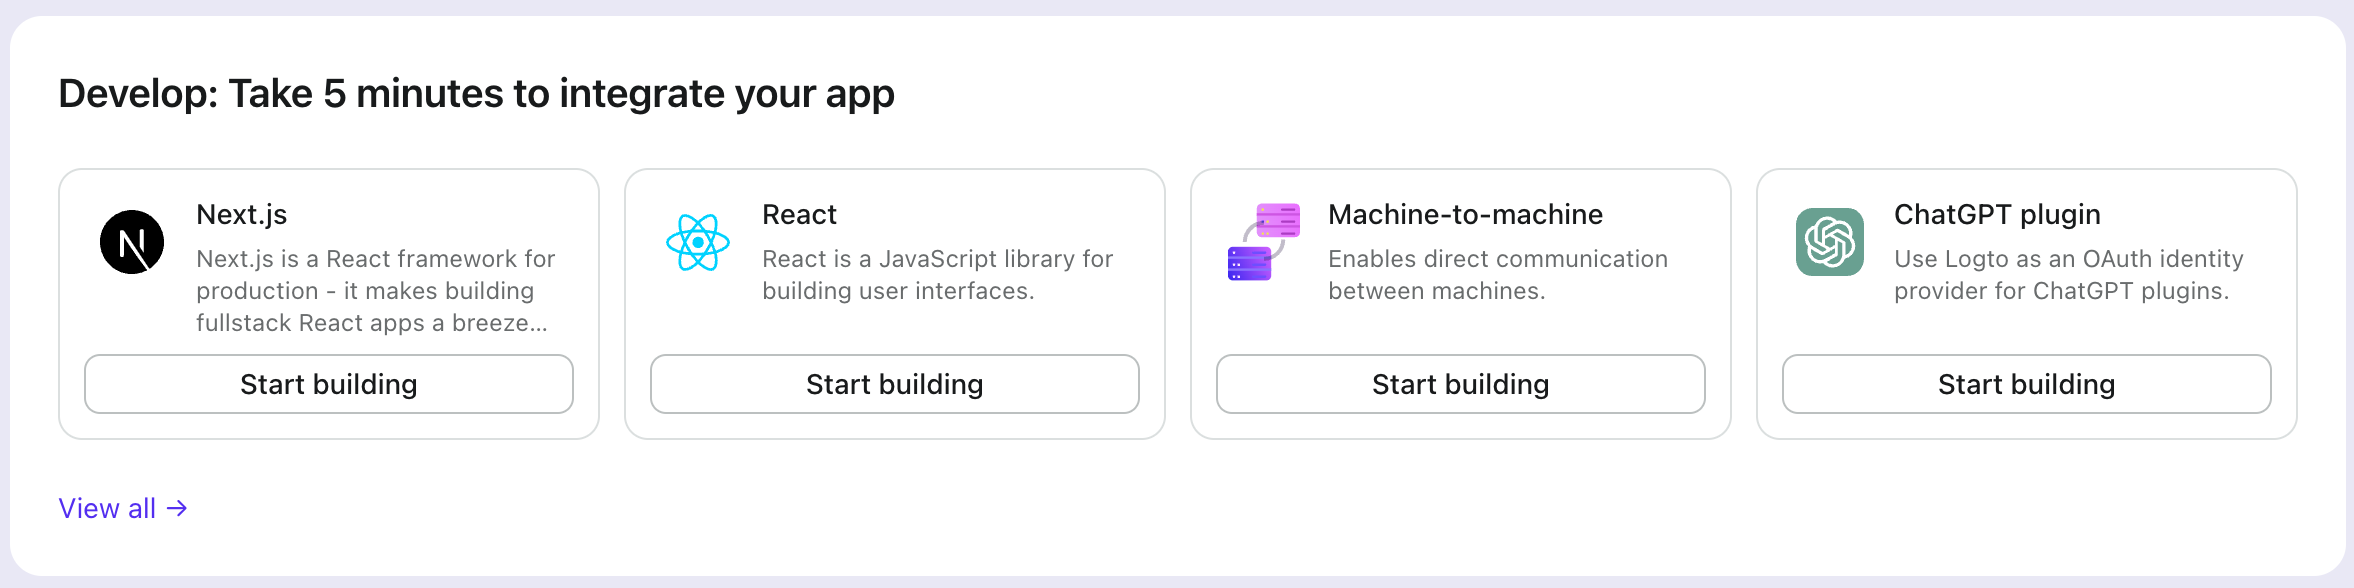 Develop: Take 5 minutes to integrate your app
Next.js
Next.js is a React framework for
production - it makes building
fullstack React apps a breeze...
Start building
React
React is a JavaScript library for
building user interfaces.
Start building
Machine-to-machine
Enables direct communication
between machines.
Start building
ChatGPT plugin
Use Logto as an OAuth identity
provider for ChatGPT plugins.
Start building
View all →